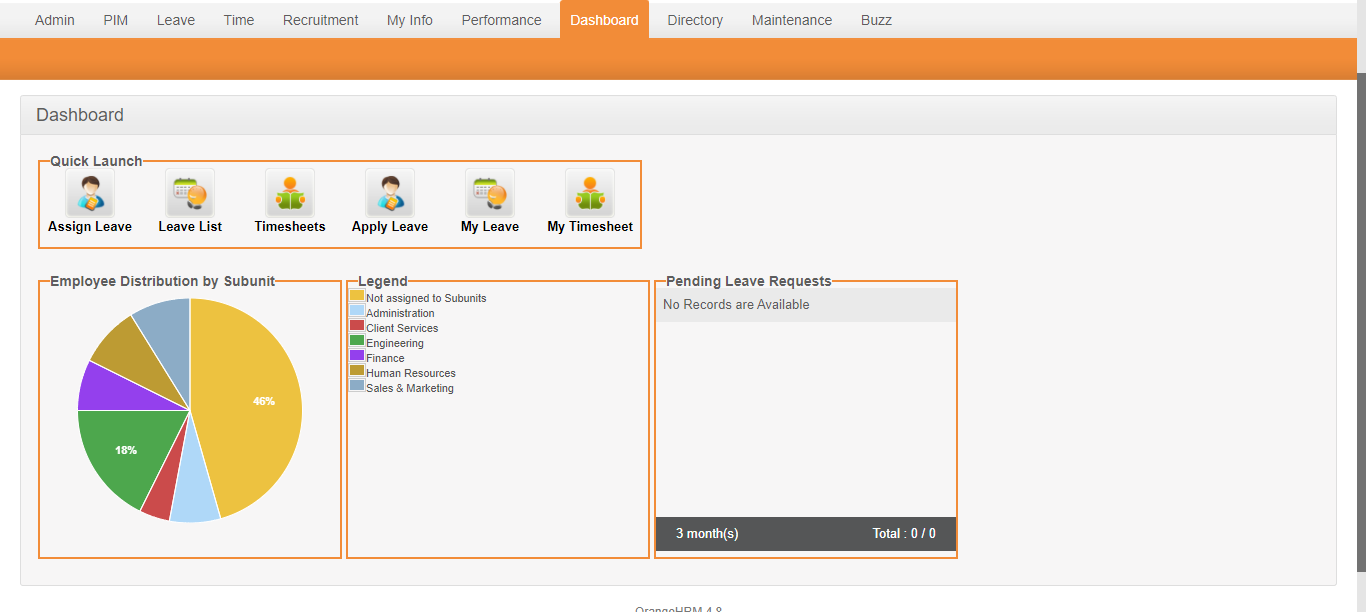 Admin PIM Leave Time Recruitment My Info Performance Dashboard Directory Maintenance Buzz
Dashboard
Quick Launch
Assign Leave Leave List Timesheets Apply Leave My Leave My Timesheet
Employee Distribution by Subunit
46%
18%
Legend
Not assigned to Subunits
Administration
Client Services
Engineering
Finance
Human Resources
Sales & Marketing
Pending Leave Requests
No Records are Available
3 month(s) Total : 0 / 0
OrangeHRM 4.8